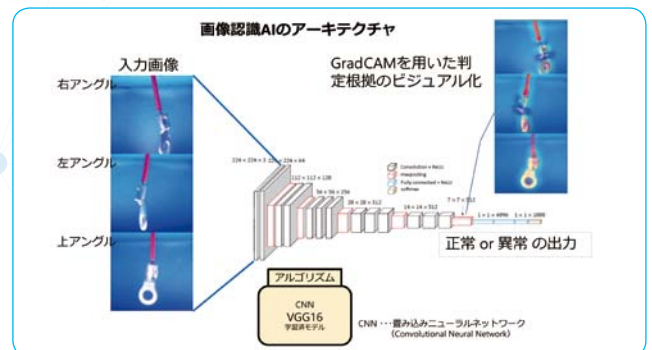 画像認識AIのアーキテクチャ
入力画像
右アングル
左アングル
上アングル
GradCAMを用いた判
定根拠のビジュアル化
224 × 224 × 3
224 × 224 × 64
112 × 112 × 128
56 × 56 × 256
28 × 28 × 512
14 × 14 × 512
7 × 7 × 512
1 × 1 × 4096
1 × 1 × 1000
Convolution + ReLU
maxpooling
Fully connected + ReLU
softmax
正常 or 異常 の出力
アルゴリズム
CNN
VGG16
学習済モデル
CNN ・・・畳み込みニューラルネットワーク
(Convolutional Neural Network)